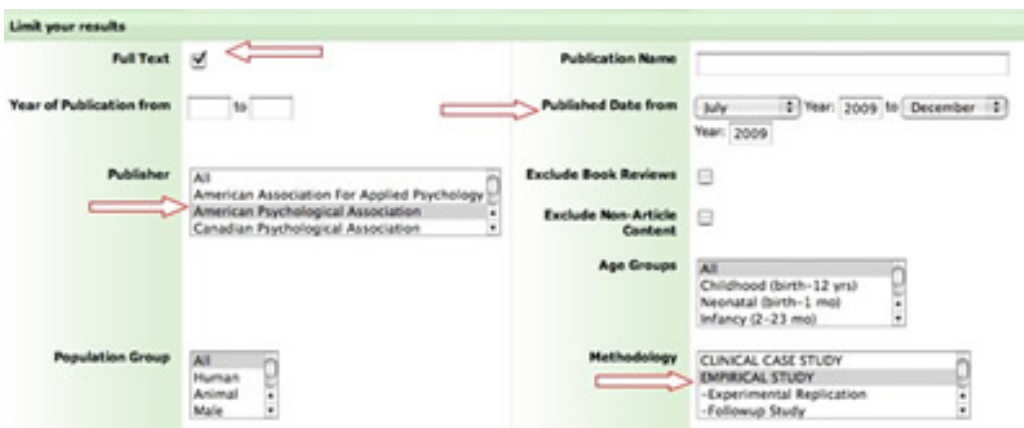 Limit your results
Full Text
Publication Name
Year of Publication from to
Published Date from July Year: 2009 to December
Year: 2009
Publisher
All
American Association For Applied Psychology
American Psychological Association
Canadian Psychological Association
Exclude Book Reviews
Exclude Non-Article
Content
Age Groups
All
Childhood (birth-12 yrs)
Neonatal (birth-1 mo)
Infancy (2-23 mo)
Population Group
All
Human
Animal
Male
Methodology
CLINICAL CASE STUDY
EMPIRICAL STUDY
-Experimental Replication
-Followup Study